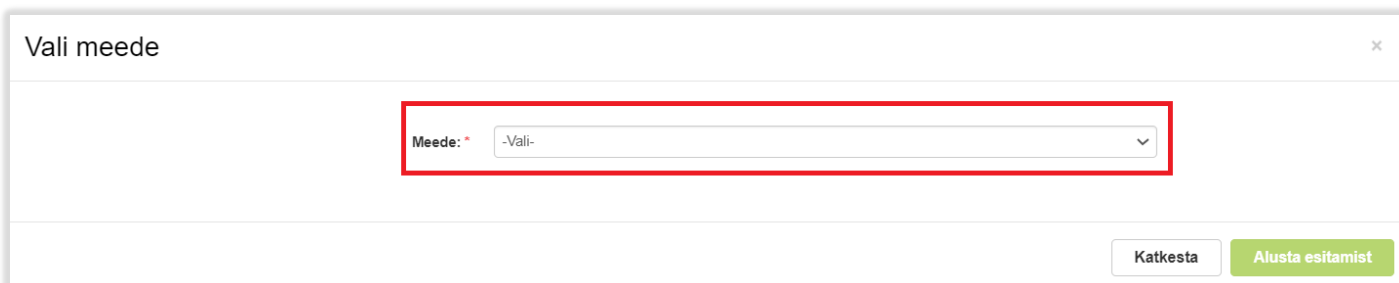 Vali meede
×
Meede: * -Vali-
Katkesta Alusta esitamist